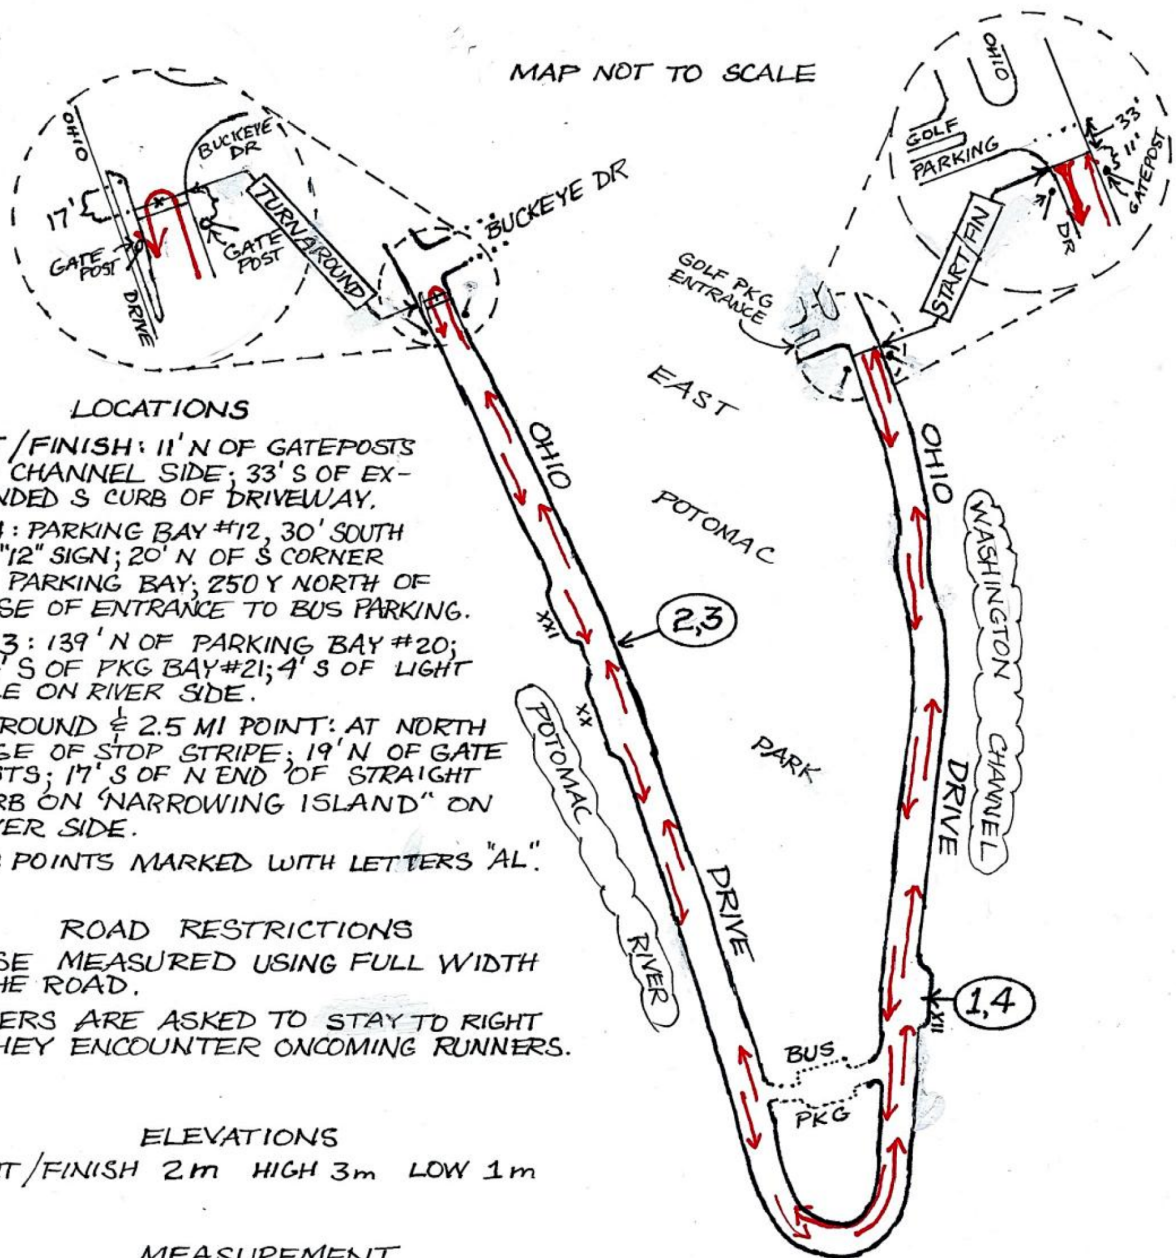 MAP NOT TO SCALE
OHIO
BUCKEYE
DR
17'
GATE
POST
GATE
POST
DRIVE
TURNAROUND
BUCKEYE DR
OHIO
GOLF
PARKING
33'
11'
GATEPOST
DR
START/FIN
GOLF PKG
ENTRANCE
EAST
POTOMAC
PARK
OHIO
DRIVE
OHIO
DRIVE
WASHINGTON CHANNEL
POTOMAC RIVER
XXI
XX
XII
2,3
1,4
BUS
PKG
LOCATIONS
T/FINISH: 11' N OF GATEPOSTS
CHANNEL SIDE; 33' S OF EX-
NDED S CURB OF DRIVEWAY.
4: PARKING BAY #12, 30' SOUTH
"12" SIGN; 20' N OF S CORNER
PARKING BAY; 250 Y NORTH OF
SE OF ENTRANCE TO BUS PARKING.
3: 139' N OF PARKING BAY #20;
' S OF PKG BAY #21; 4' S OF LIGHT
E ON RIVER SIDE.
ROUND & 2.5 MI POINT: AT NORTH
GE OF STOP STRIPE; 19' N OF GATE
STS; 17' S OF N END OF STRAIGHT
RB ON "NARROWING ISLAND" ON
VER SIDE.
POINTS MARKED WITH LETTERS "AL".
ROAD RESTRICTIONS
SE MEASURED USING FULL WIDTH
HE ROAD.
ERS ARE ASKED TO STAY TO RIGHT
HEY ENCOUNTER ONCOMING RUNNERS.
ELEVATIONS
T/FINISH 2m HIGH 3m LOW 1m
MEASUREMENT